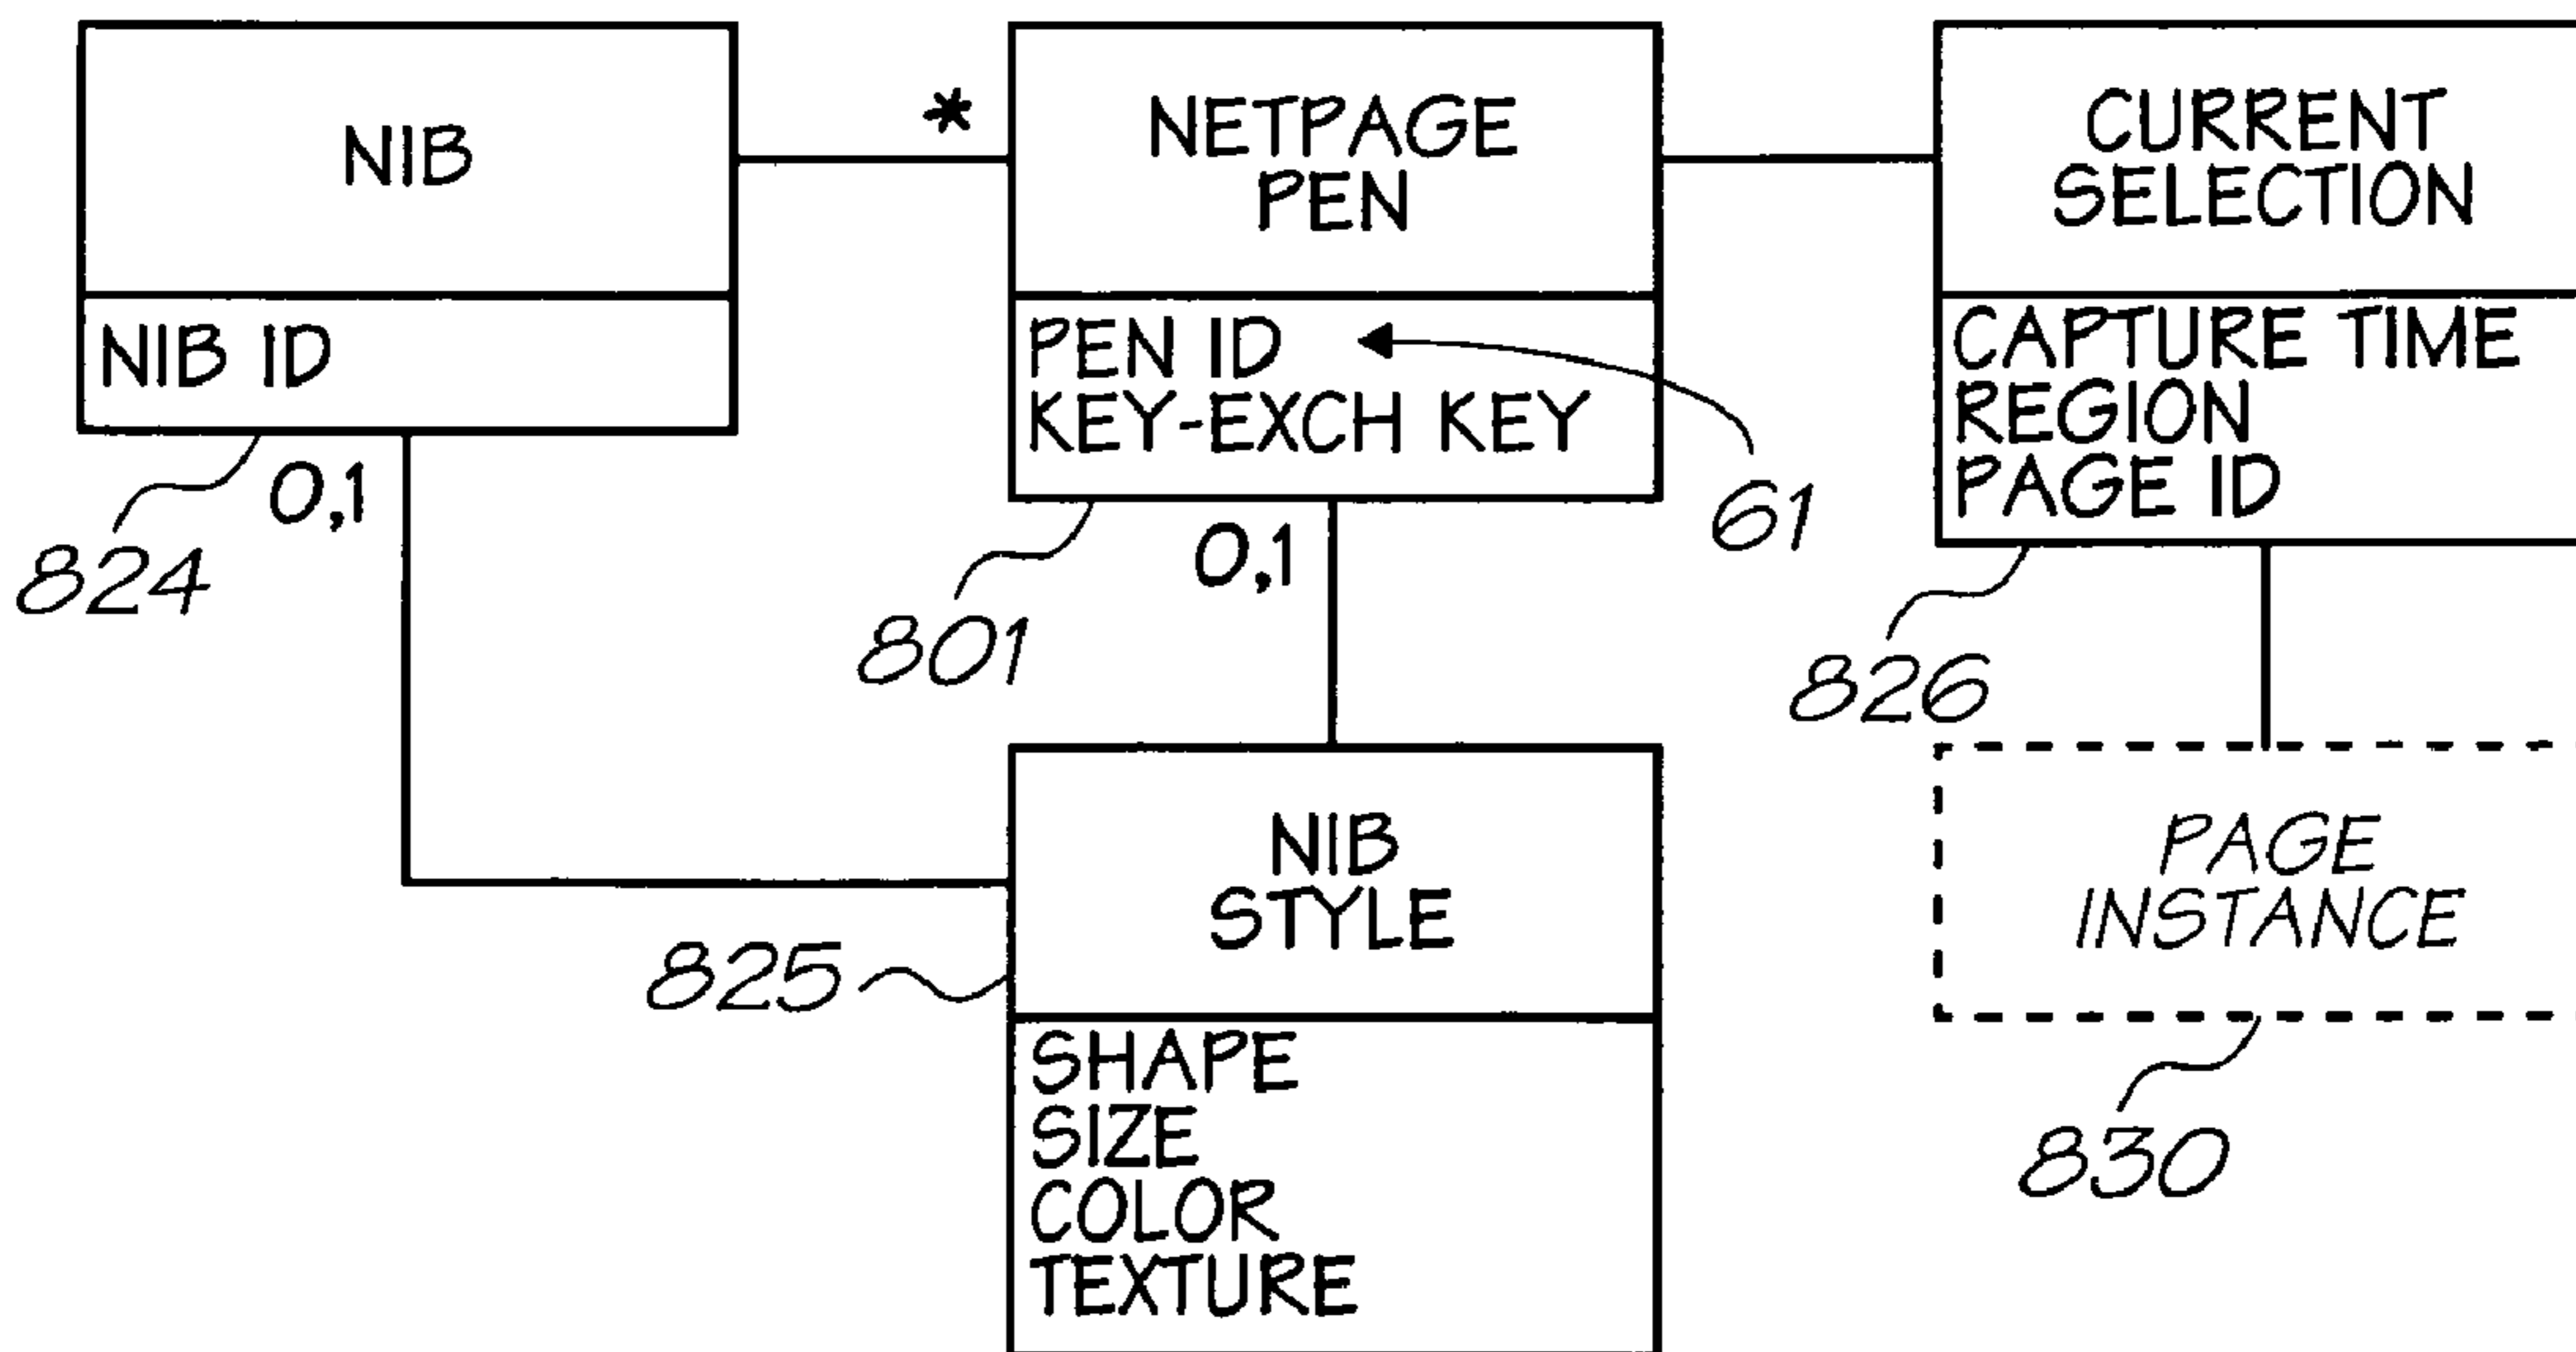 NIB
NIB ID
0,1
824
*
NETPAGE
PEN
PEN ID
KEY-EXCH KEY
61
801
0,1
CURRENT
SELECTION
CAPTURE TIME
REGION
PAGE ID
826
NIB
STYLE
825
SHAPE
SIZE
COLOR
TEXTURE
PAGE
INSTANCE
830